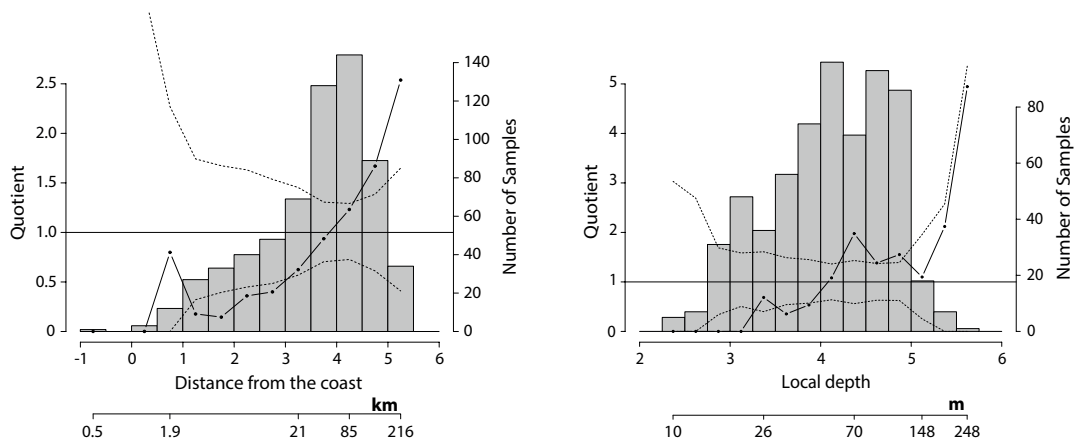 Quotient
2.5
2.0
1.5
1.0
0.5
0
Number of Samples
140
120
100
80
60
40
20
0
-1 0 1 2 3 4 5 6
Distance from the coast
km
0.5 1.9 21 85 216
Quotient
5
4
3
2
1
0
Number of Samples
80
60
40
20
0
2 3 4 5 6
Local depth
m
10 26 70 148 248